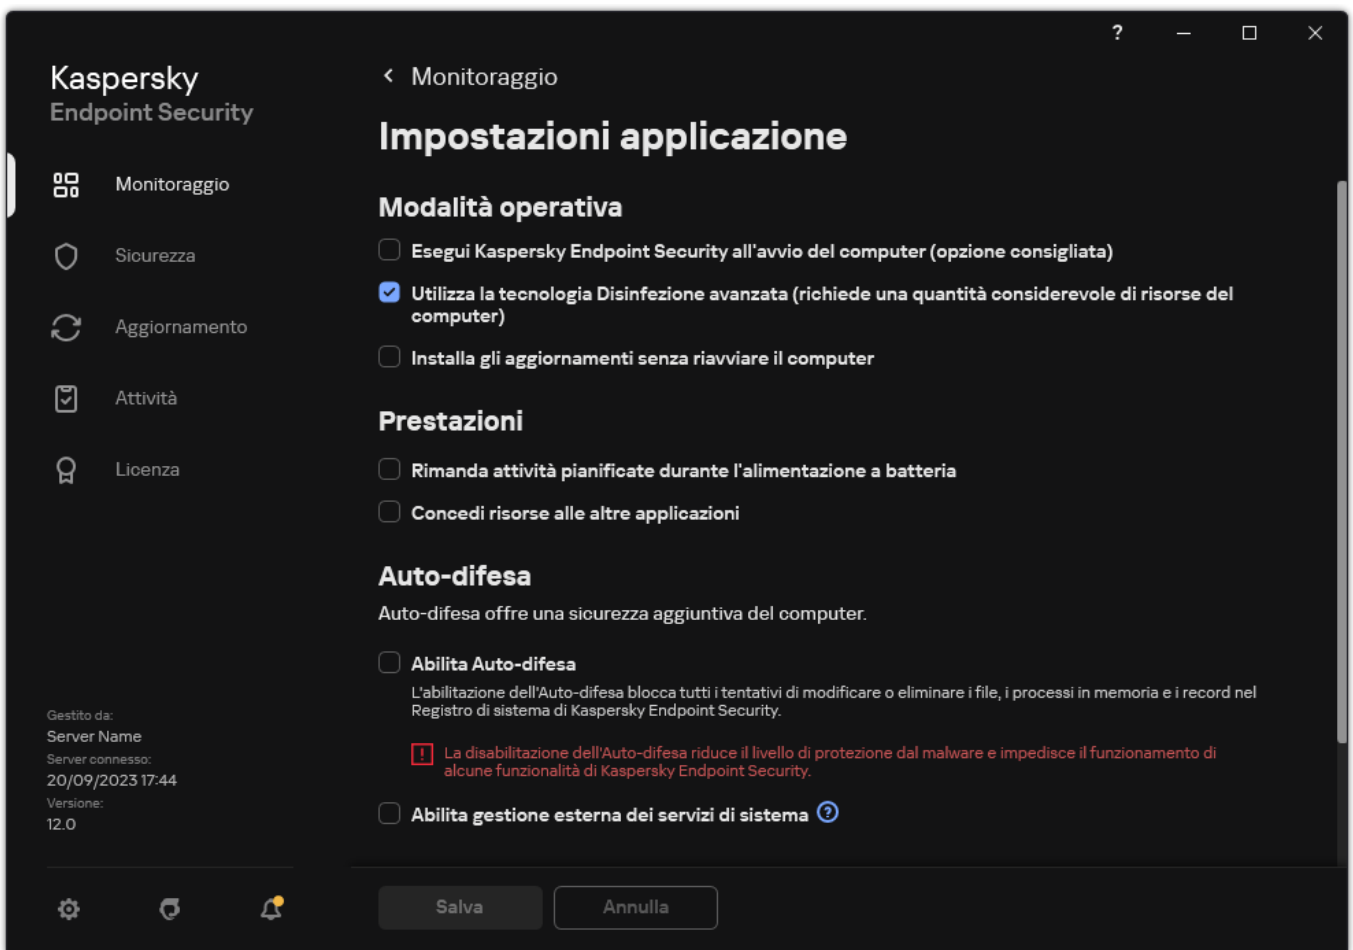 ?
Kaspersky
Endpoint Security
Monitoraggio
Sicurezza
Aggiornamento
Attività
Licenza
Gestito da:
Server Name
Server connesso:
20/09/2023 17:44
Versione:
12.0
Monitoraggio
Impostazioni applicazione
Modalità operativa
Esegui Kaspersky Endpoint Security all'avvio del computer (opzione consigliata)
Utilizza la tecnologia Disinfezione avanzata (richiede una quantità considerevole di risorse del
computer)
Installa gli aggiornamenti senza riavviare il computer
Prestazioni
Rimanda attività pianificate durante l'alimentazione a batteria
Concedi risorse alle altre applicazioni
Auto-difesa
Auto-difesa offre una sicurezza aggiuntiva del computer.
Abilita Auto-difesa
L'abilitazione dell'Auto-difesa blocca tutti i tentativi di modificare o eliminare i file, i processi in memoria e i record nel
Registro di sistema di Kaspersky Endpoint Security.
La disabilitazione dell'Auto-difesa riduce il livello di protezione dal malware e impedisce il funzionamento di
alcune funzionalità di Kaspersky Endpoint Security.
Abilita gestione esterna dei servizi di sistema ?
Salva
Annulla